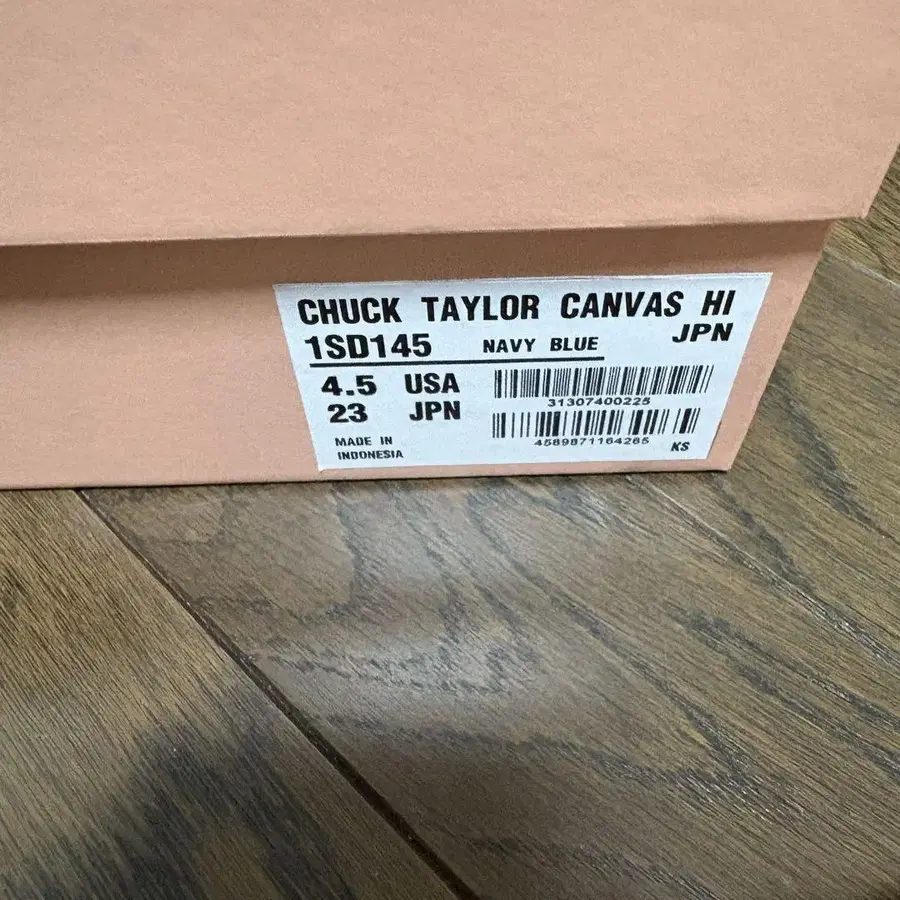 CHUCK TAYLOR CANVAS HI
JPN
1SD145 NAVY BLUE
4.5 USA
23 JPN
31307400225
4589871164265
MADE IN
INDONESIA
KS